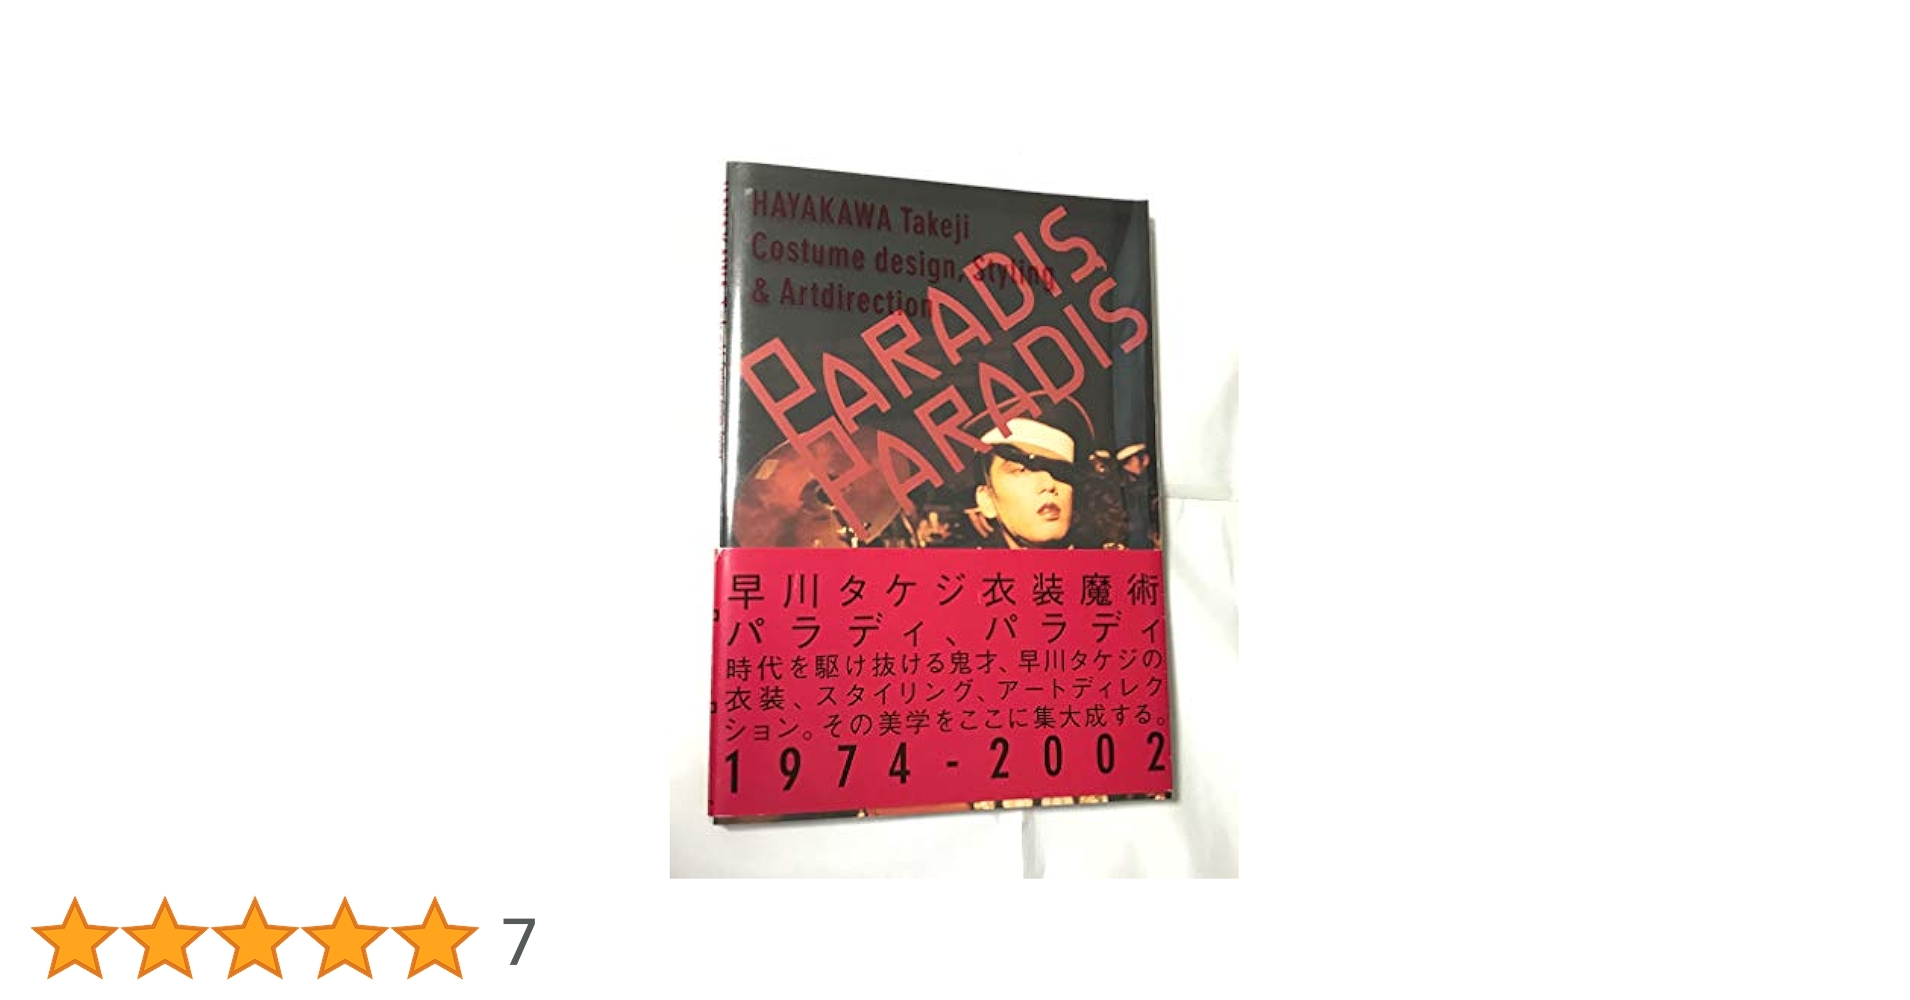 HAYAKAWA Takeji
Costume design, Styling
& Artdirection
PARADIS,
PARADIS
早川タケジ衣装魔術
パラディ、パラディ
時代を駆け抜ける鬼才、早川タケジの
衣装、スタイリング、アートディレク
ション。その美学をここに集大成する。
1974-2002
7